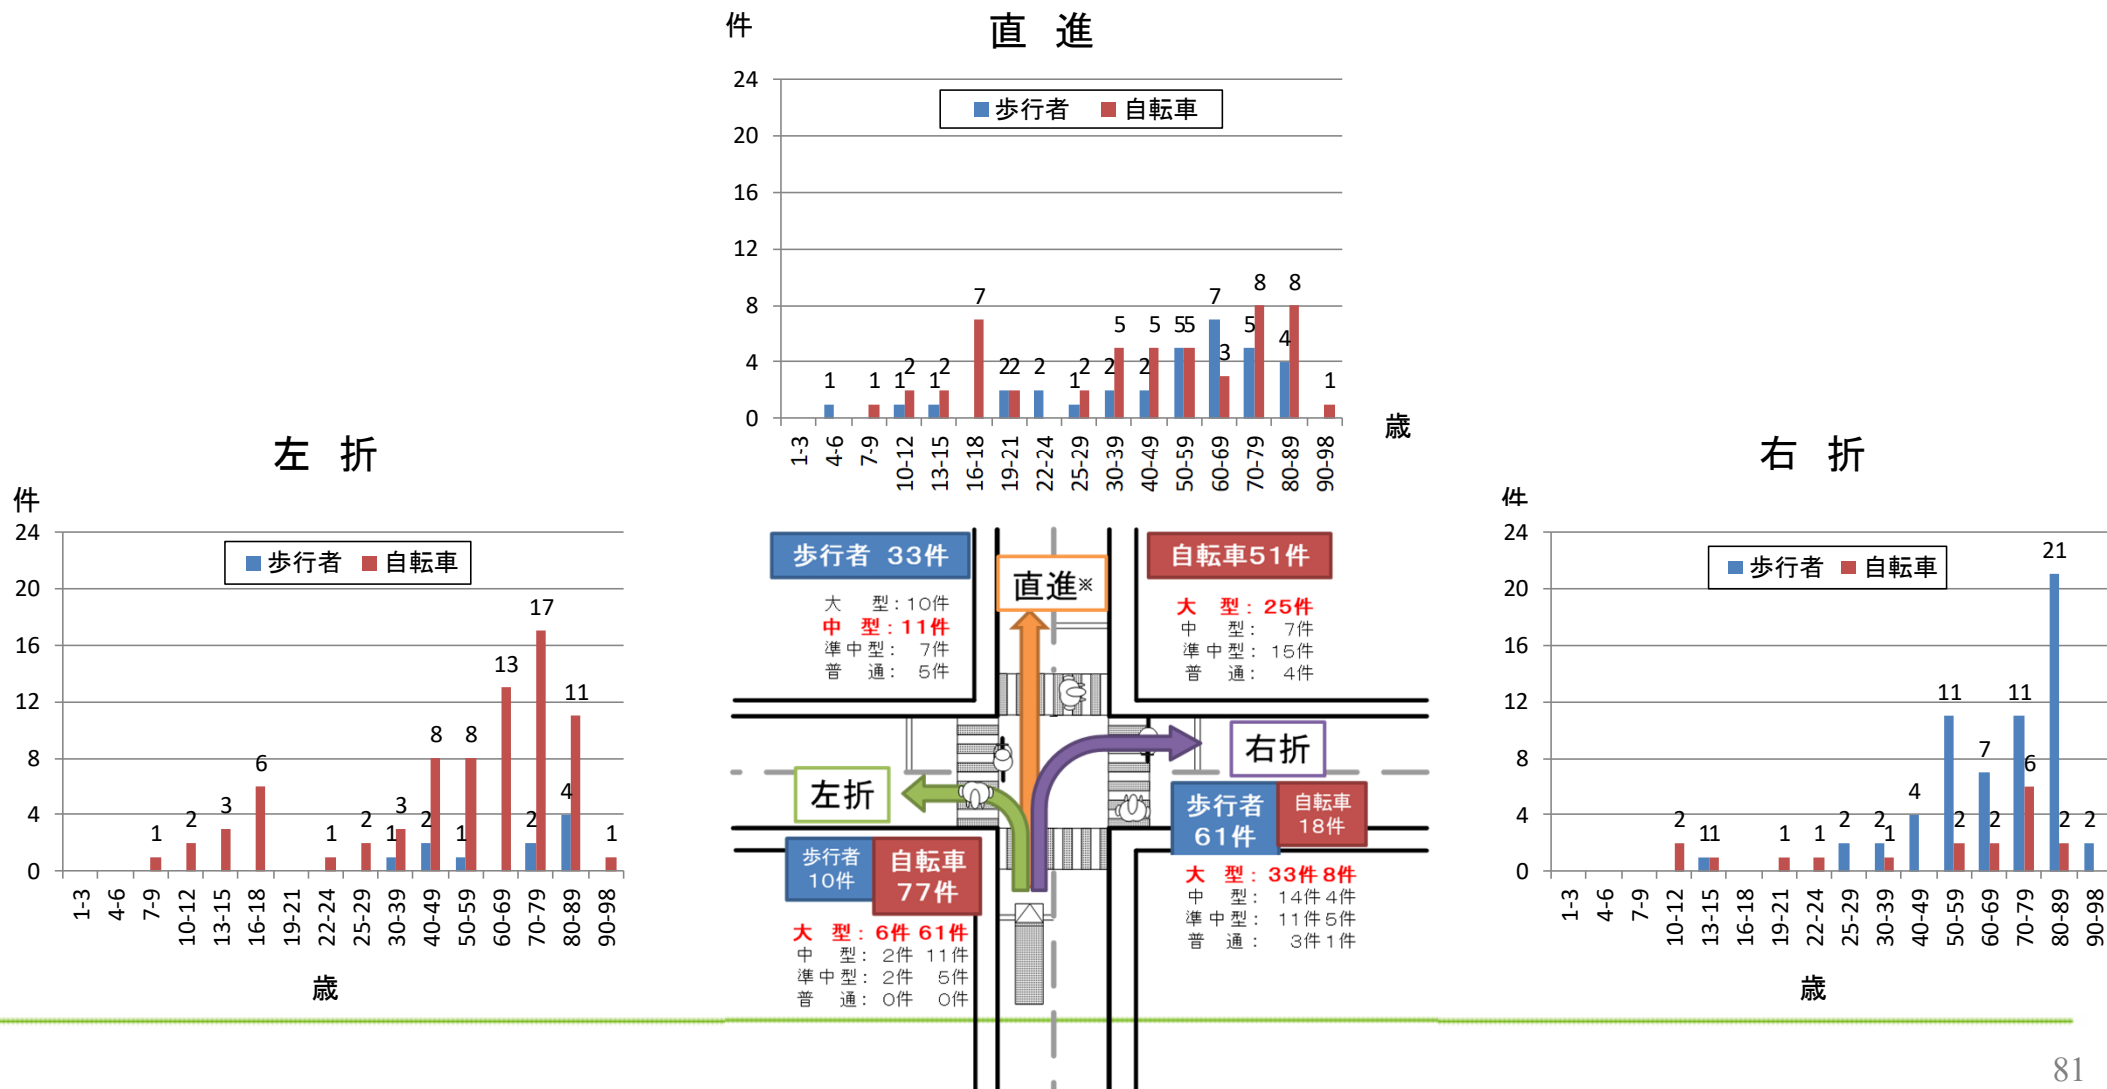 直 進
件
24
20
16
12
8
4
0
歩行者 自転車
1 1 1 2 1 2 7 2 2 2 1 2 2 5 2 5 5 5 7 3 5 8 4 8 1
1-3 4-6 7-9 10-12 13-15 16-18 19-21 22-24 25-29 30-39 40-49 50-59 60-69 70-79 80-89 90-98
歳
左 折
件
24
20
16
12
8
4
0
歩行者 自転車
1 2 3 6 1 2 1 3 2 8 1 8 13 2 17 4 11 1
1-3 4-6 7-9 10-12 13-15 16-18 19-21 22-24 25-29 30-39 40-49 50-59 60-69 70-79 80-89 90-98
歳
歩行者 33件
大 型:10件
中 型:11件
準中型: 7件
普 通: 5件
直進※
自転車51件
大 型: 25件
中 型: 7件
準中型: 15件
普 通: 4件
左折
歩行者
10件
自転車
77件
大 型: 6件 61件
中 型: 2件 11件
準中型: 2件 5件
普 通: 0件 0件
右折
歩行者
61件
自転車
18件
大 型: 33件 8件
中 型: 14件 4件
準中型: 11件 5件
普 通: 3件 1件
右 折
件
24
20
16
12
8
4
0
歩行者 自転車
2 1 1 1 1 2 2 1 4 11 2 7 2 11 6 21 2 2
1-3 4-6 7-9 10-12 13-15 16-18 19-21 22-24 25-29 30-39 40-49 50-59 60-69 70-79 80-89 90-98
歳
81